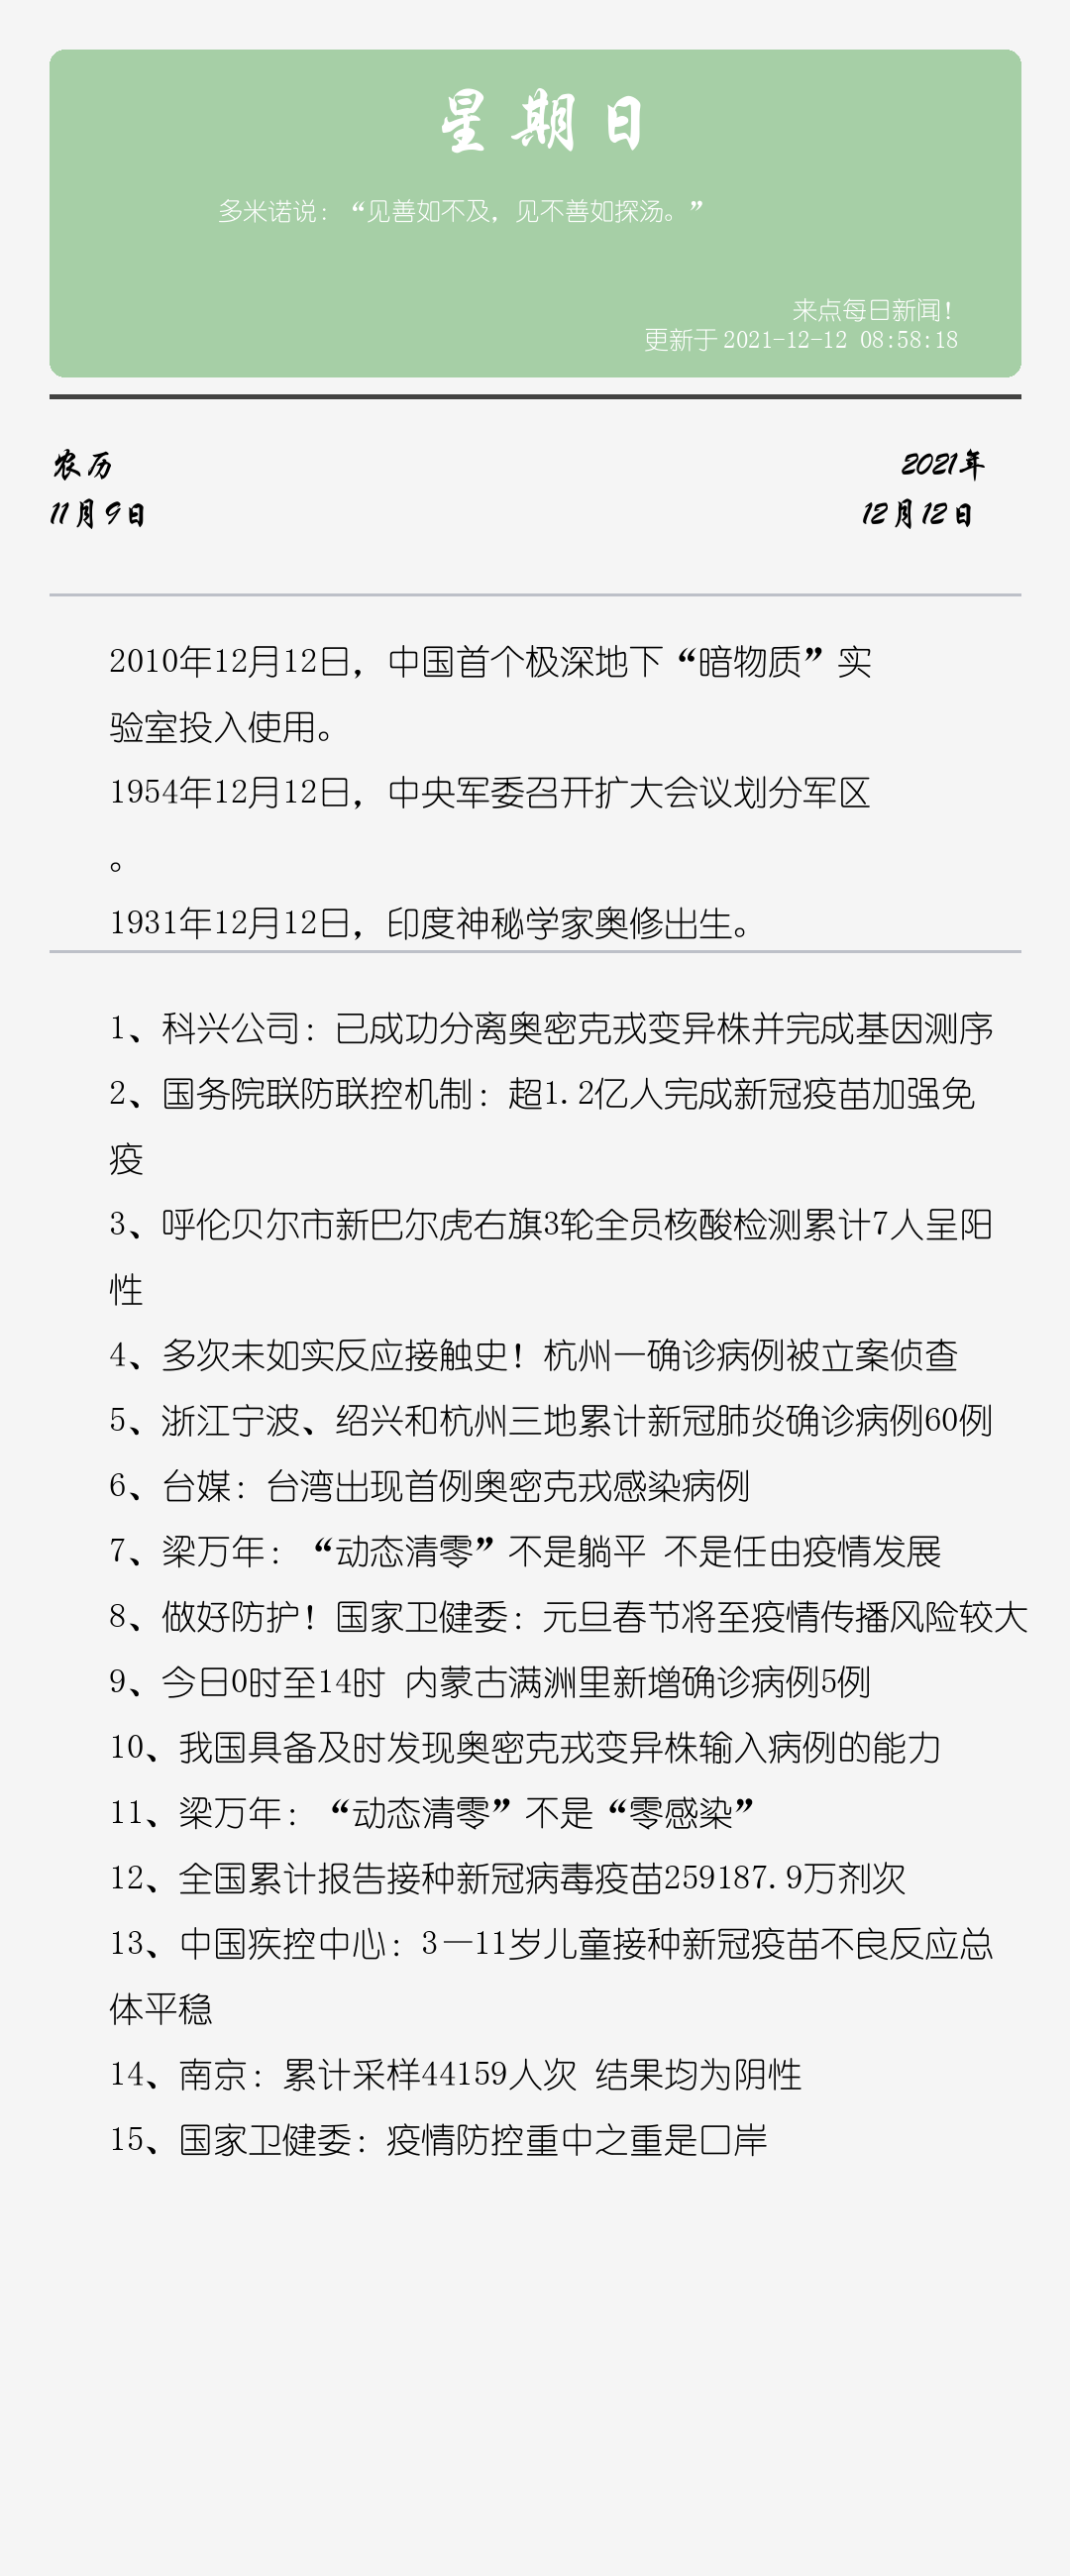 星期日
多米诺说：“见善如不及，见不善如探汤。”
来点每日新闻！
更新于2021-12-12 08:58:18
农历
2021年
11月9日
12月12日
2010年12月12日，中国首个极深地下“暗物质”实
验室投入使用。
1954年12月12日，中央军委召开扩大会议划分军区
。
1931年12月12日，印度神秘学家奥修出生。
1、科兴公司：已成功分离奥密克戎变异株并完成基因测序
2、国务院联防联控机制：超1.2亿人完成新冠疫苗加强免
疫
3、呼伦贝尔市新巴尔虎右旗3轮全员核酸检测累计7人呈阳
性
4、多次未如实反应接触史！杭州一确诊病例被立案侦查
5、浙江宁波、绍兴和杭州三地累计新冠肺炎确诊病例60例
6、台媒：台湾出现首例奥密克戎感染病例
7、梁万年：“动态清零”不是躺平 不是任由疫情发展
8、做好防护！国家卫健委：元旦春节将至疫情传播风险较大
9、今日0时至14时 内蒙古满洲里新增确诊病例5例
10、我国具备及时发现奥密克戎变异株输入病例的能力
11、梁万年：“动态清零”不是“零感染”
12、全国累计报告接种新冠病毒疫苗259187.9万剂次
13、中国疾控中心：3—11岁儿童接种新冠疫苗不良反应总
体平稳
14、南京：累计采样44159人次 结果均为阴性
15、国家卫健委：疫情防控重中之重是口岸